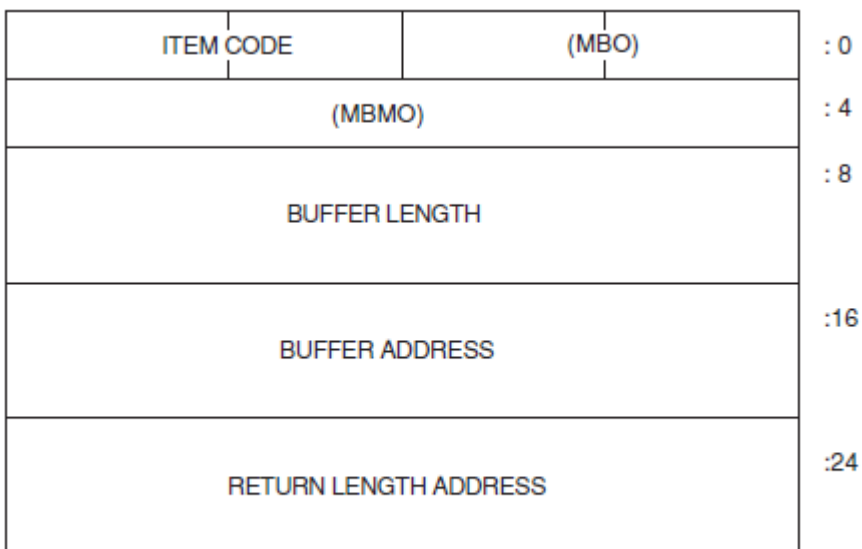 ITEM CODE (MBO) : 0
(MBMO) : 4
: 8
BUFFER LENGTH
:16
BUFFER ADDRESS
:24
RETURN LENGTH ADDRESS